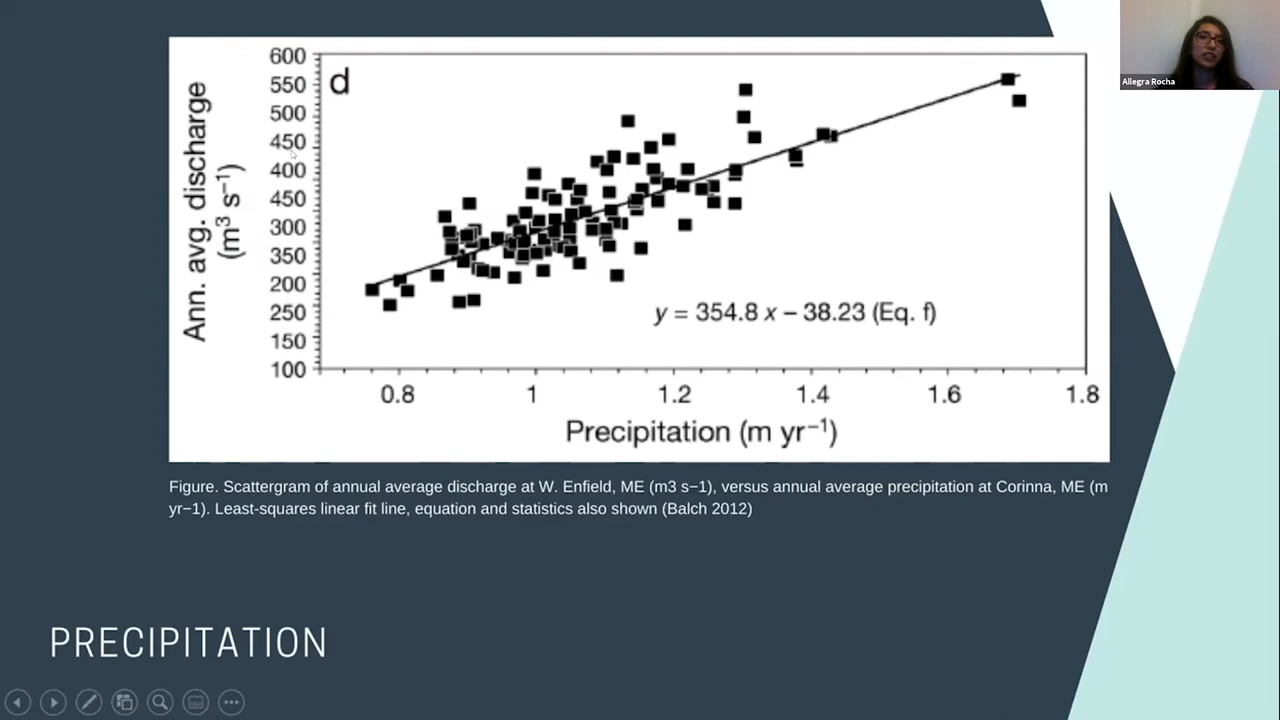 600
550
500
450
400
450
300
350
200
250
150
100
d
Ann. avg. discharge
(m³ s⁻¹)
y = 354.8 x – 38.23 (Eq. f)
0.8 1 1.2 1.4 1.6 1.8
Precipitation (m yr⁻¹)
Allegra Rocha
Figure. Scattergram of annual average discharge at W. Enfield, ME (m3 s−1), versus annual average precipitation at Corinna, ME (m
yr−1). Least-squares linear fit line, equation and statistics also shown (Balch 2012)
PRECIPITATION